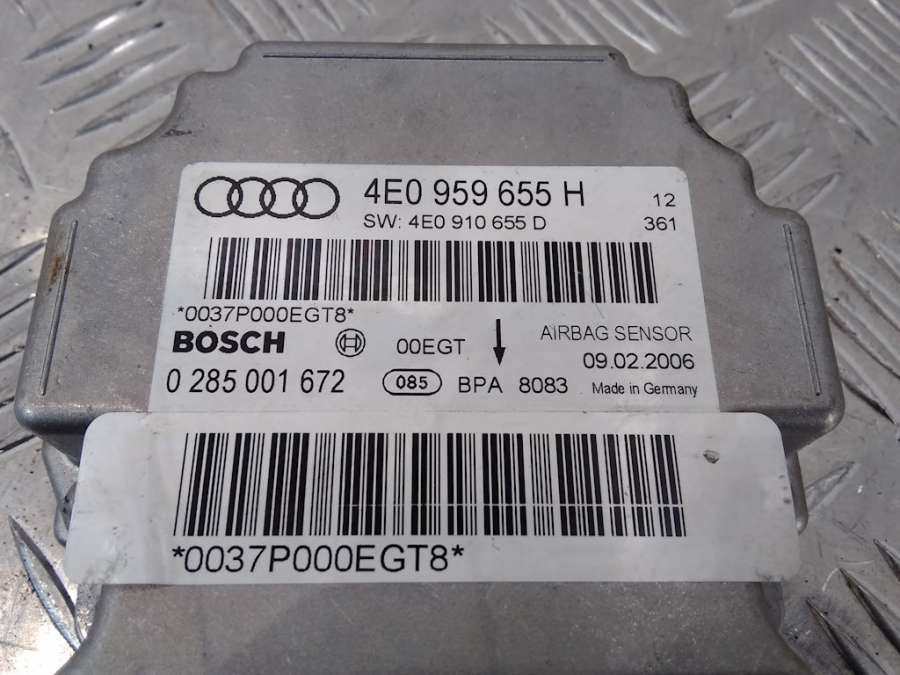 4E0 959 655 H 12
SW: 4E0 910 655 D 361
*0037P000EGT8*
BOSCH H 00EGT AIRBAG SENSOR
09.02.2006
0 285 001 672 085 BPA 8083 Made in Germany
*0037P000EGT8*